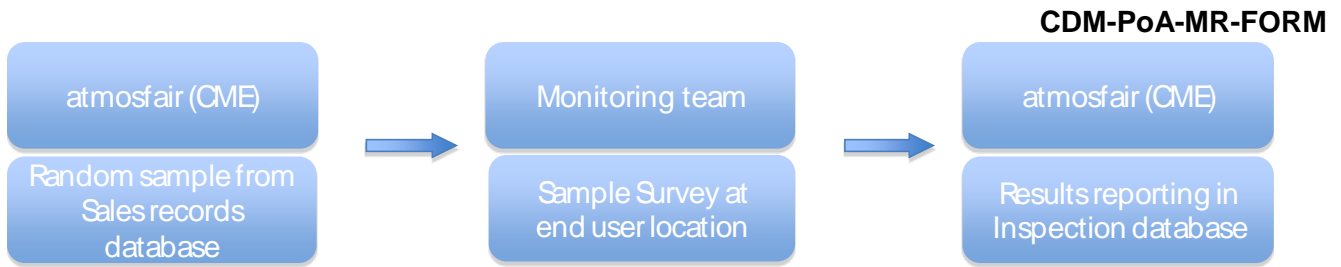 CDM-PoA-MR-FORM
atmosfair (CME)
Random sample from
Sales records
database
Monitoring team
Sample Survey at
end user location
atmosfair (CME)
Results reporting in
Inspection database